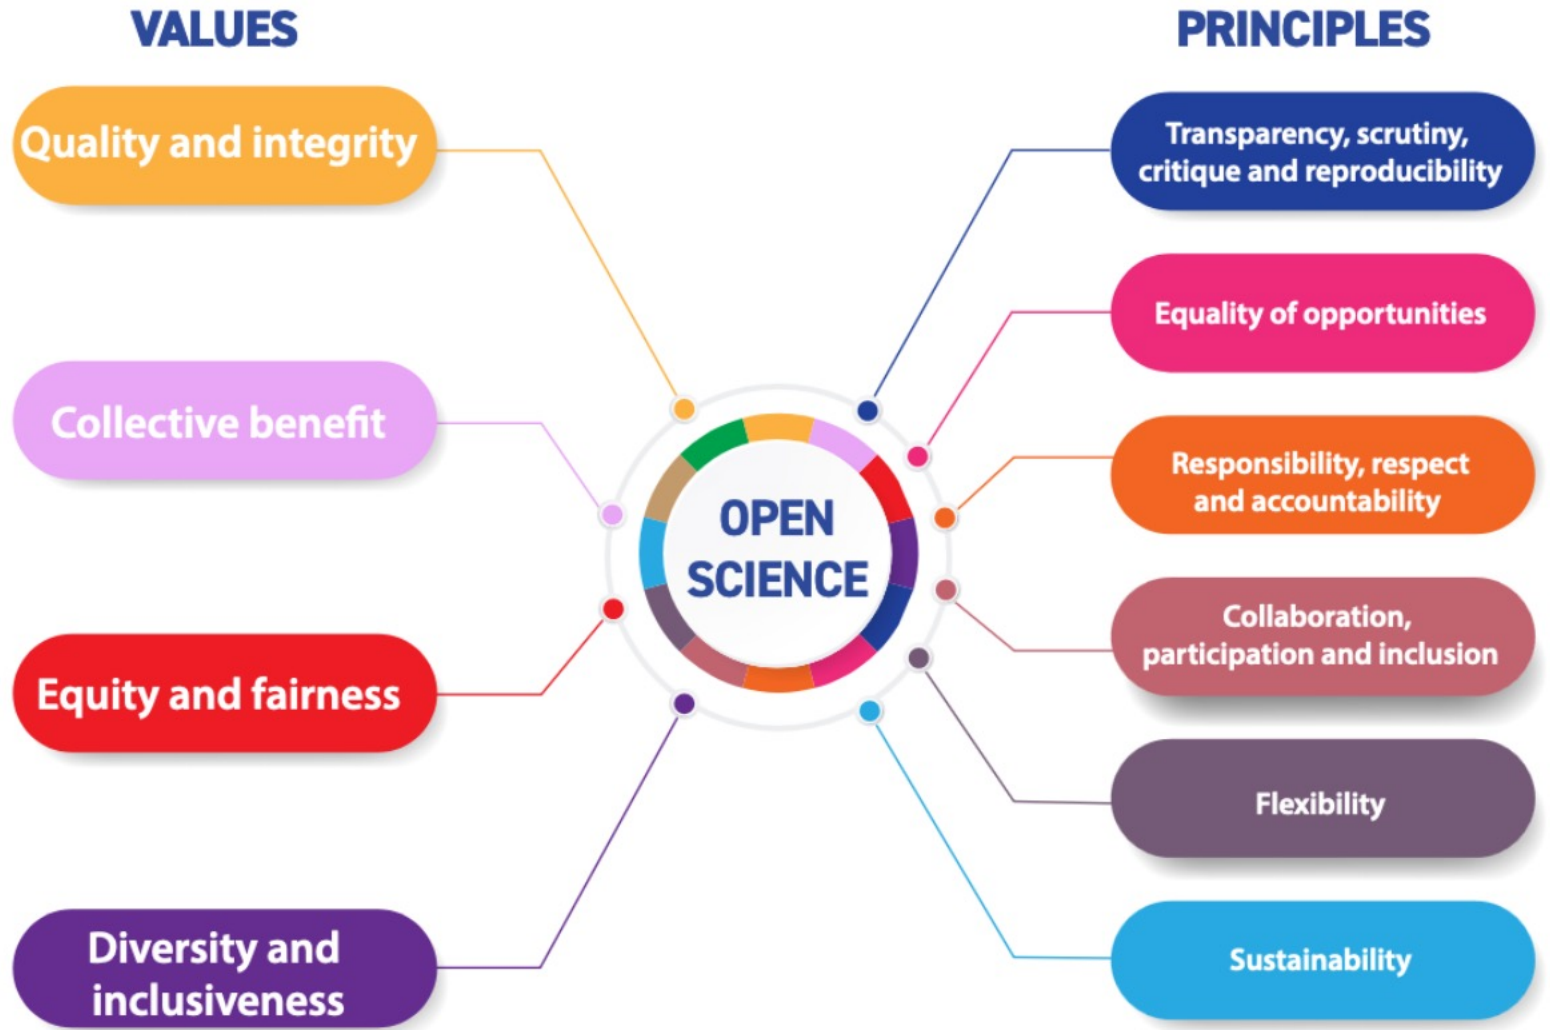 VALUES
Quality and integrity
Collective benefit
Equity and fairness
Diversity and
inclusiveness
OPEN
SCIENCE
PRINCIPLES
Transparency, scrutiny,
critique and reproducibility
Equality of opportunities
Responsibility, respect
and accountability
Collaboration,
participation and inclusion
Flexibility
Sustainability